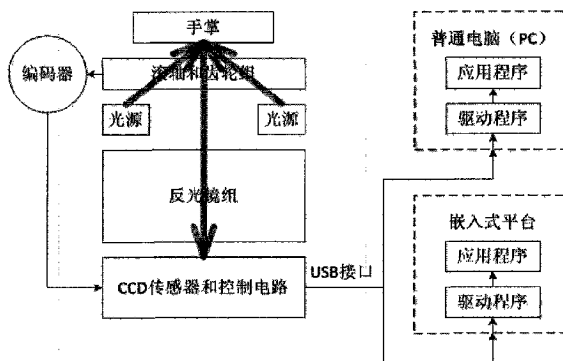 手掌
编码器
滚轴和齿轮组
光源
光源
反光镜组
CCD传感器和控制电路
USB接口
普通电脑（PC）
应用程序
驱动程序
嵌入式平台
应用程序
驱动程序